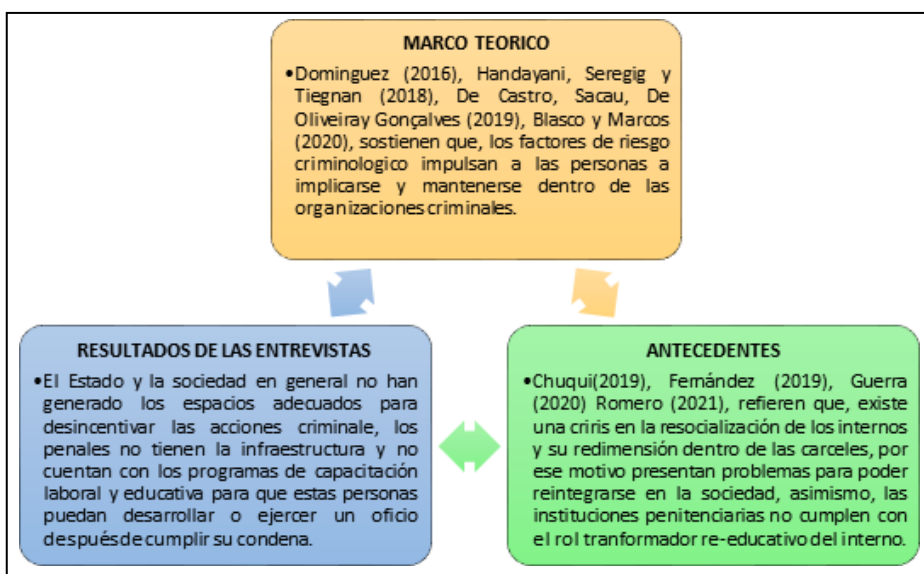 MARCO TEORICO
•Dominguez (2016), Handayani, Seregig y
Tiegnan (2018), De Castro, Sacau, De
Oliveiray Gonçalves (2019), Blasco y Marcos
(2020), sostienen que, los factores de riesgo
criminologico impulsan a las personas a
implicarse y mantenerse dentro de las
organizaciones criminales.
RESULTADOS DE LAS ENTREVISTAS
•El Estado y la sociedad en general no han
generado los espacios adecuados para
desincentivar las acciones criminale, los
penales no tienen la infraestructura y no
cuentan con los programas de capacitación
laboral y educativa para que estas personas
puedan desarrollar o ejercer un oficio
después de cumplir su condena.
ANTECEDENTES
•Chuqui(2019), Fernández (2019), Guerra
(2020) Romero (2021), refieren que, existe
una criris en la resocialización de los internos
y su redimensión dentro de las carceles, por
ese motivo presentan problemas para poder
reintegrarse en la sociedad, asimismo, las
instituciones penitenciarias no cumplen con
el rol tranformador re-educativo del interno.